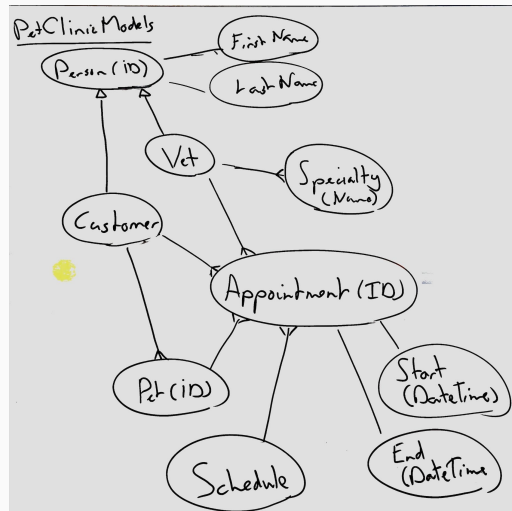 PetClinicModels
Person (iD)
First Name
Last Name
Vet
Specialty
(Name)
Customer
Appointment (ID)
Pet (iD)
Start
(DateTime)
Schedule
End
(DateTime